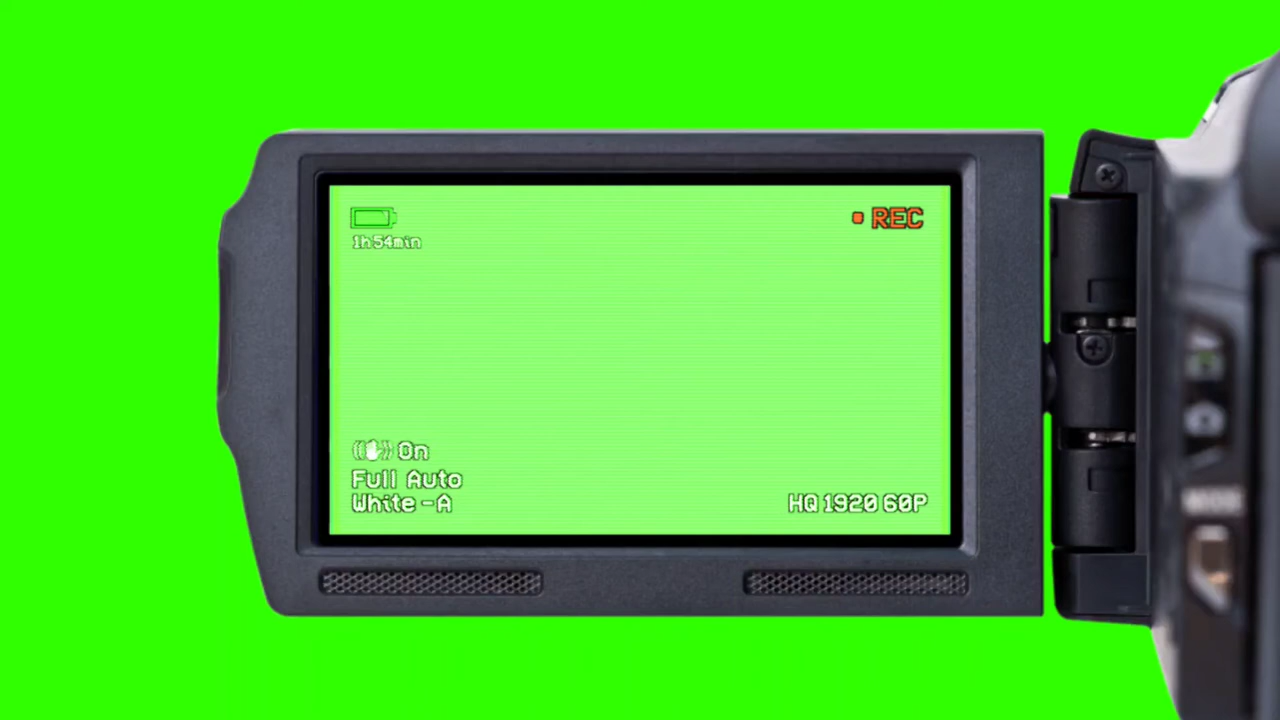 REC
1h54min
On
Full Auto
White-A
HQ 1920 60P